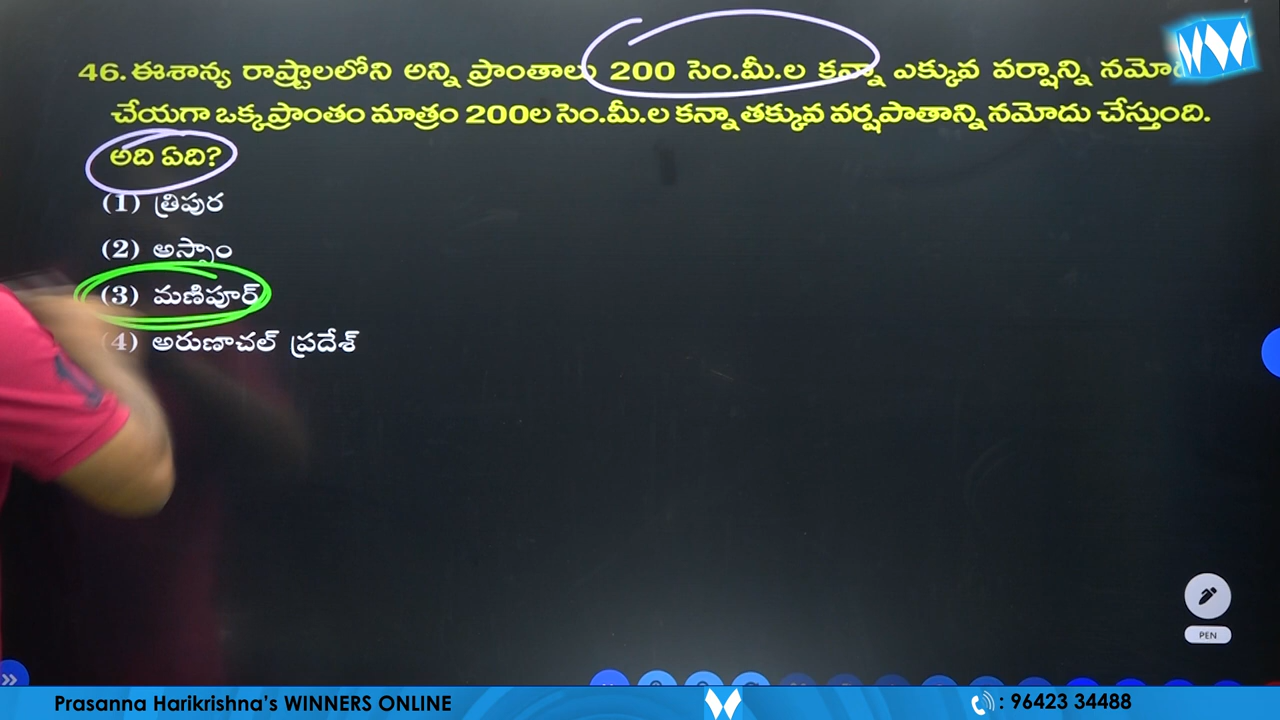 46. ఈశాన్య రాష్ట్రాలలోని అన్ని ప్రాంతాలు 200 సెం.మీ.ల కన్నా ఎక్కువ వర్షాన్ని
చేయగా ఒక్కప్రాంతం మాత్రం 200ల సెం.మీ.ల కన్నా తక్కువ వర్షపాతాన్ని నమోదు చేస్తుంది.
అది ఏది?
(1) త్రిపుర
(2) అస్సాం
(3) మణిపూర్
(4) అరుణాచల్ ప్రదేశ్
PEN
Prasanna Harikrishna's WINNERS ONLINE
: 96423 34488